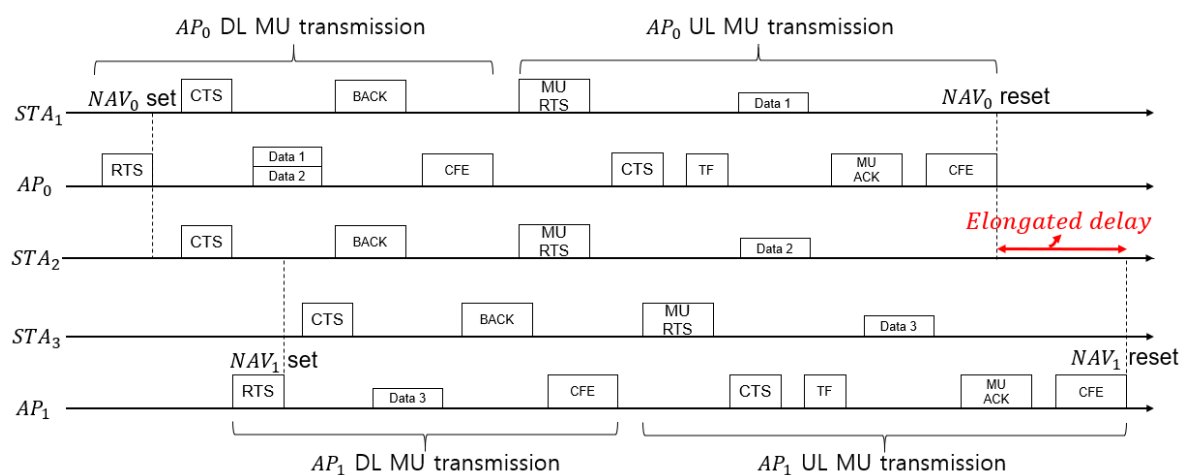 AP₀ DL MU transmission
AP₀ UL MU transmission
NAV₀ set
CTS
BACK
MU
RTS
Data 1
NAV₀ reset
STA₁
RTS
Data 1
Data 2
CFE
CTS
TF
MU
ACK
CFE
AP₀
Elongated delay
CTS
BACK
MU
RTS
Data 2
STA₂
CTS
BACK
MU
RTS
Data 3
STA₃
NAV₁ set
NAV₁ reset
RTS
Data 3
CFE
CTS
TF
MU
ACK
CFE
AP₁
AP₁ DL MU transmission
AP₁ UL MU transmission